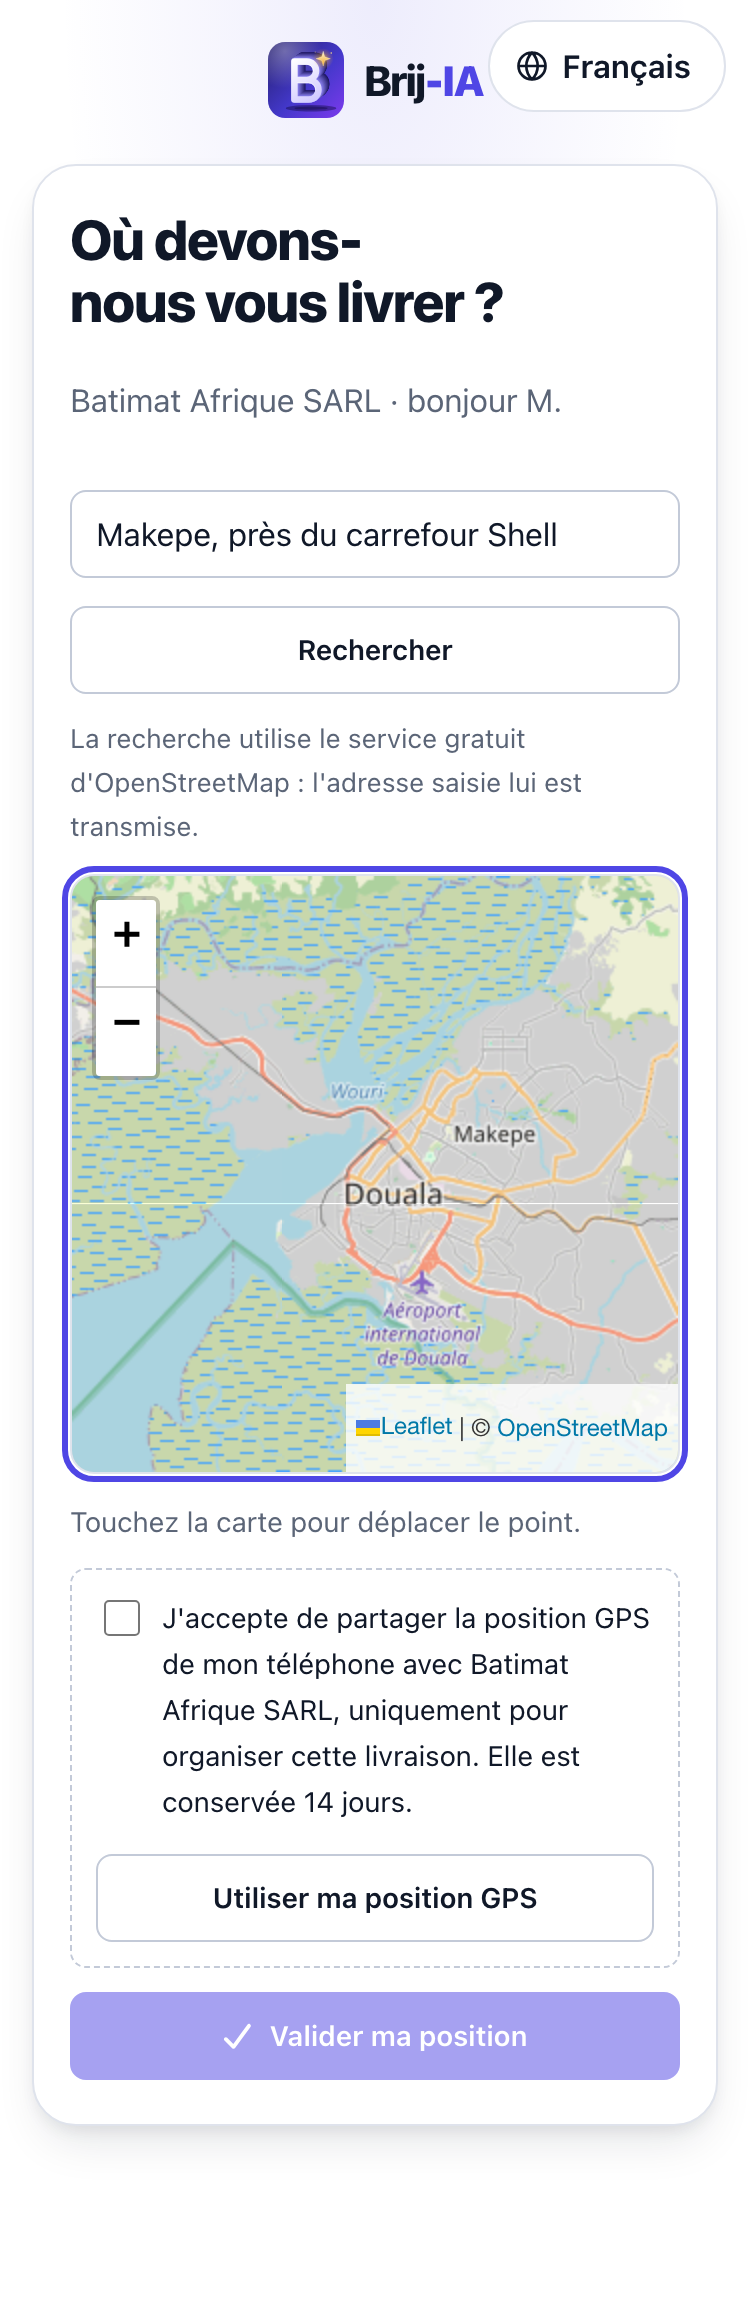 B Brij-IA
Français
Où devons-
nous vous livrer ?
Batimat Afrique SARL · bonjour M.
Makepe, près du carrefour Shell
Rechercher
La recherche utilise le service gratuit
d'OpenStreetMap : l'adresse saisie lui est
transmise.
+
−
Wouri
Makepe
Douala
Aéroport
international
de Douala
Leaflet | © OpenStreetMap
Touchez la carte pour déplacer le point.
J'accepte de partager la position GPS
de mon téléphone avec Batimat
Afrique SARL, uniquement pour
organiser cette livraison. Elle est
conservée 14 jours.
Utiliser ma position GPS
Valider ma position